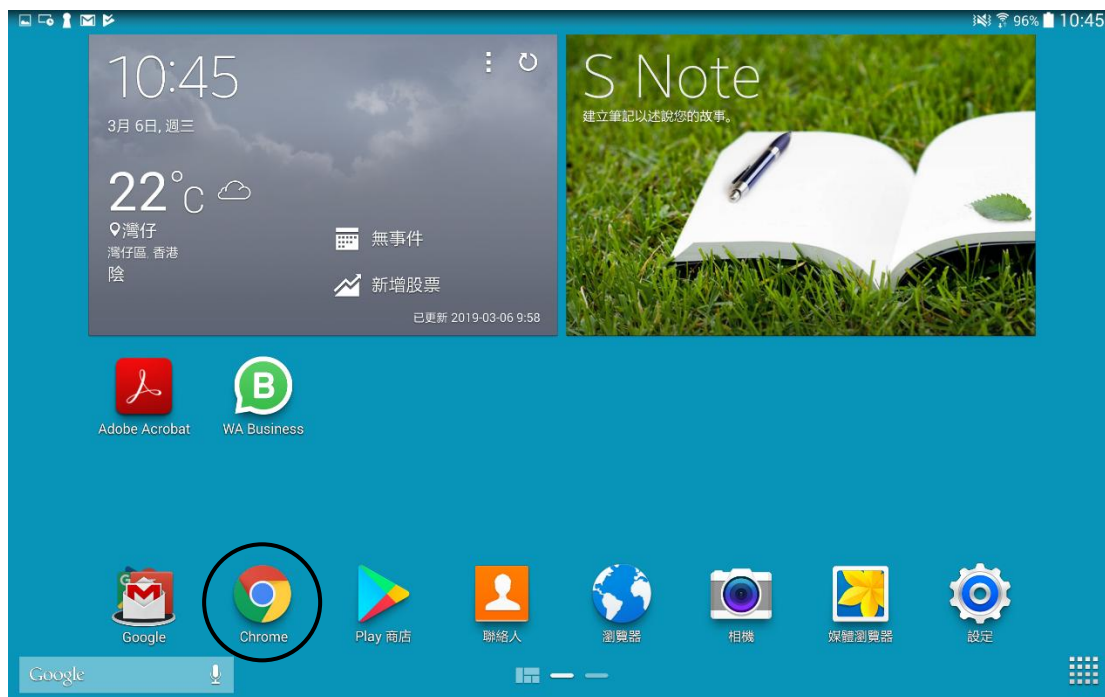 96% 10:45
10:45
3月 6日, 週三
22°C
灣仔
灣仔區. 香港
陰
無事件
新增股票
已更新 2019-03-06 9:58
S Note
建立筆記以述說您的故事。
B
Adobe Acrobat
WA Business
Google
Chrome
Play 商店
聯絡人
瀏覽器
相機
媒體瀏覽器
設定
Google